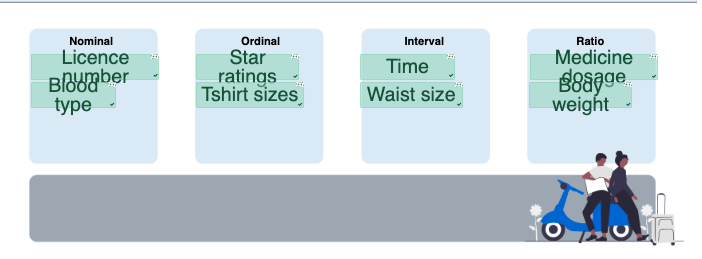 Nominal
Licence
number
Blood
type
Ordinal
Star
ratings
Tshirt sizes
Interval
Time
Waist size
Ratio
Medicine
dosage
Body
weight